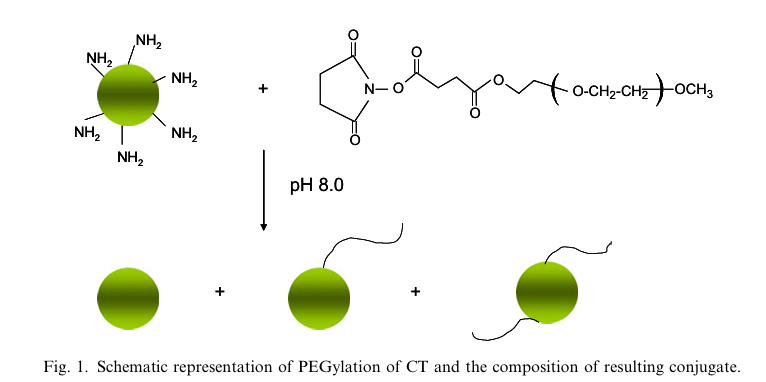 NH2
NH2
NH2
NH2
NH2
NH2
+
O
O
N-O
O
O
O
O-CH2-CH2
OCH3
pH 8.0
+
+
Fig. 1. Schematic representation of PEGylation of CT and the composition of resulting conjugate.